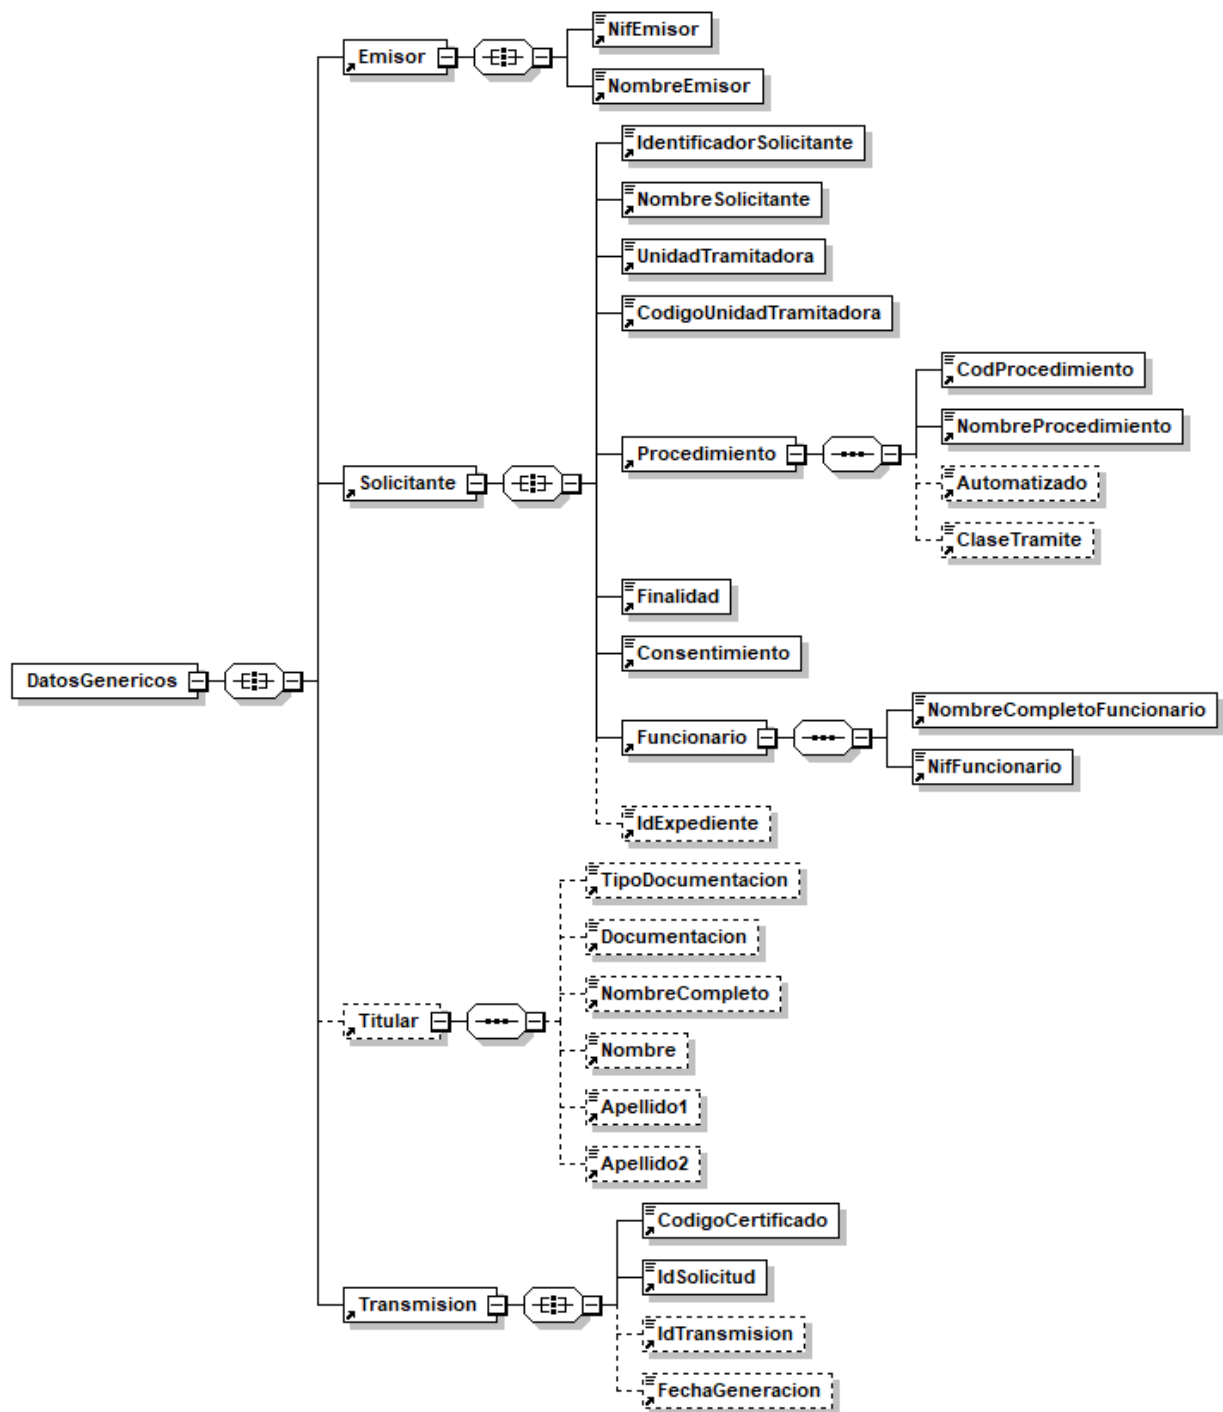 NifEmisor
Emisor
NombreEmisor
IdentificadorSolicitante
NombreSolicitante
UnidadTramitadora
CodigoUnidadTramitadora
CodProcedimiento
NombreProcedimiento
Procedimiento
Solicitante
Automatizado
ClaseTramite
Finalidad
Consentimiento
DatosGenericos
NombreCompletoFuncionario
Funcionario
NifFuncionario
IdExpediente
TipoDocumentacion
Documentacion
NombreCompleto
Titular
Nombre
Apellido1
Apellido2
CodigoCertificado
IdSolicitud
Transmision
IdTransmision
FechaGeneracion